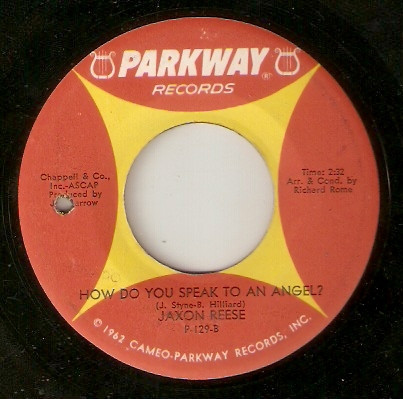 PARKWAY
RECORDS
Chappell & Co.,
Inc.-ASCAP
Produced by
Time: 2:32
Arr. & Cond. by
Richard Rome
HOW DO YOU SPEAK TO AN ANGEL?
(J. Styne-B. Hilliard)
JAXON REESE
P-129-B
© 1962 CAMEO-PARKWAY RECORDS, INC.